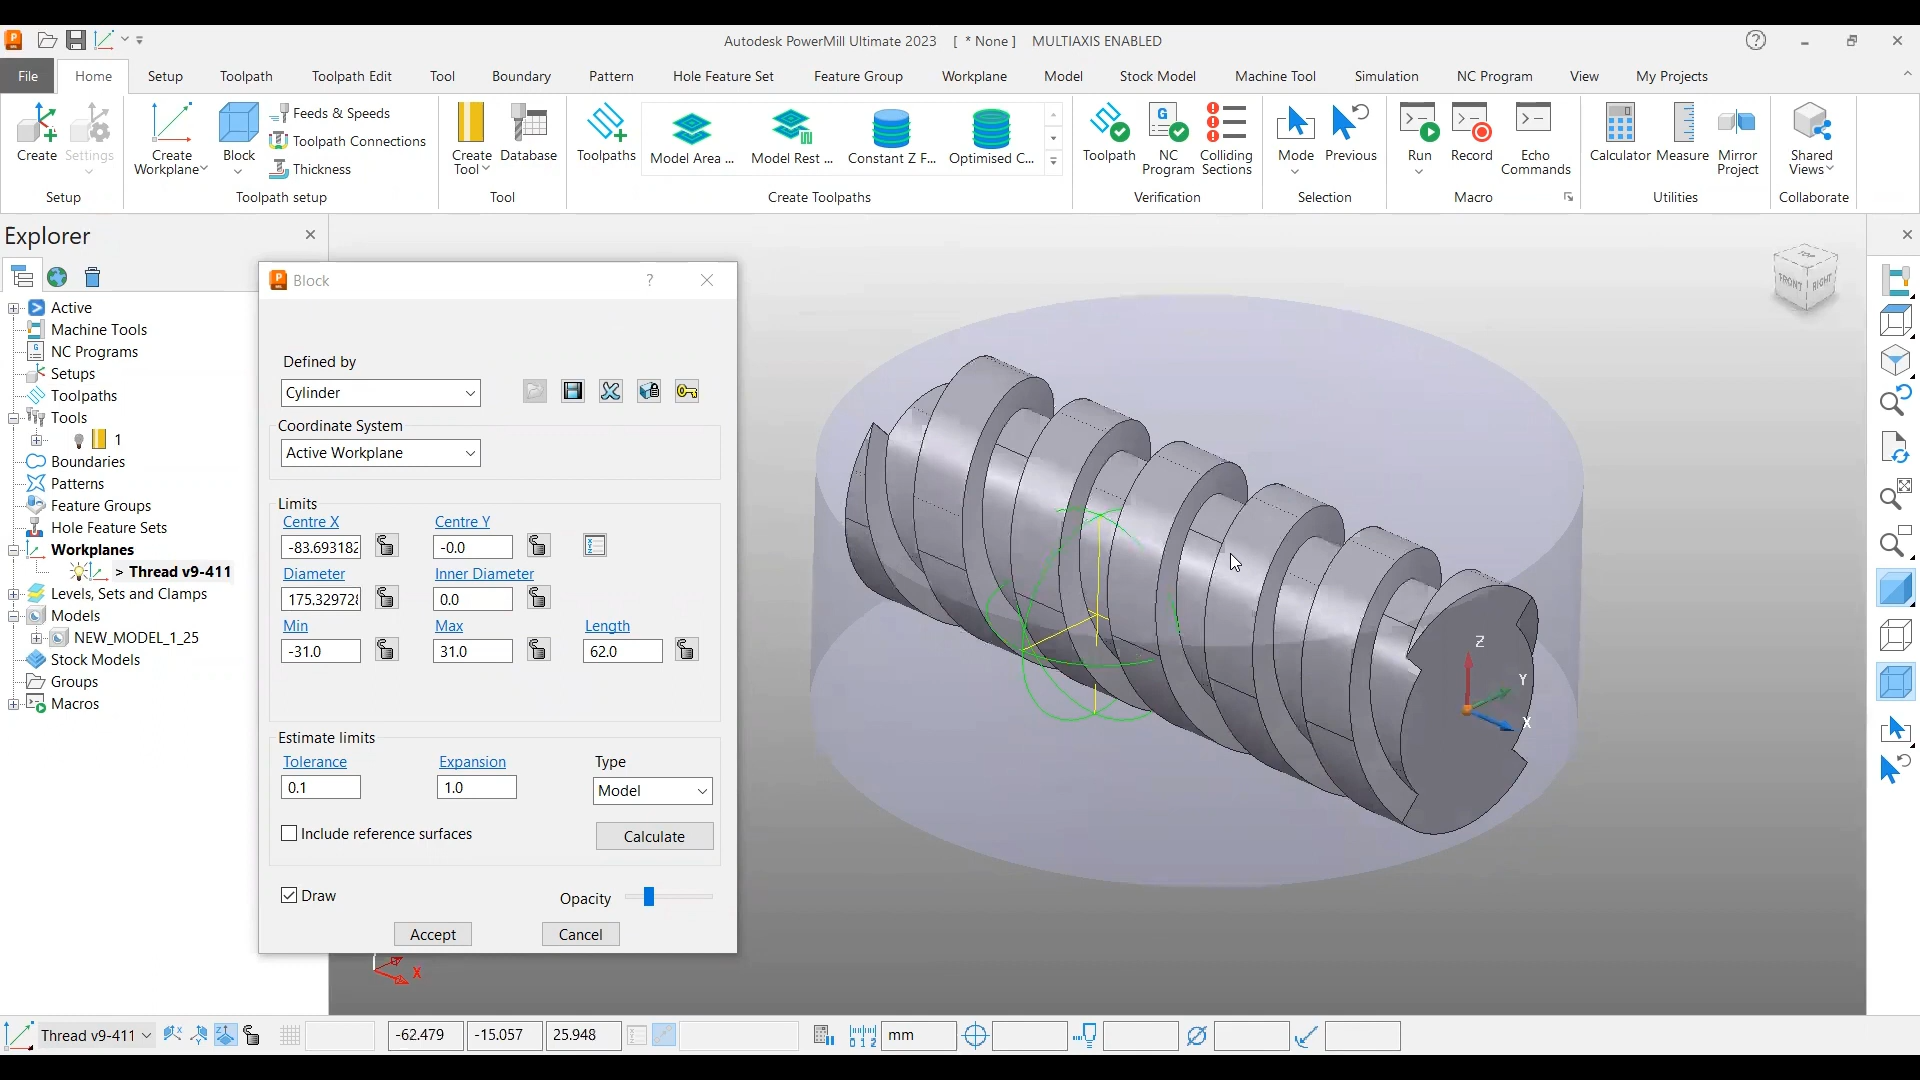 Autodesk PowerMill Ultimate 2023 [ * None ] MULTIAXIS ENABLED
File Home Setup Toolpath Toolpath Edit Tool Boundary Pattern Hole Feature Set Feature Group Workplane Model Stock Model Machine Tool Simulation NC Program View My Projects
Create
Settings
Setup
Create
Workplane
Block
Feeds & Speeds
Toolpath Connections
Thickness
Toolpath setup
Create
Tool
Database
Tool
Toolpaths
Model Area ...
Model Rest ...
Constant Z F...
Optimised C...
Create Toolpaths
Toolpath
NC
Program
Colliding
Sections
Verification
Mode
Previous
Selection
Run
Record
Echo
Commands
Macro
Calculator
Measure
Mirror
Project
Utilities
Shared
Views
Collaborate
Explorer
Active
Machine Tools
NC Programs
Setups
Toolpaths
Tools
1
Boundaries
Patterns
Feature Groups
Hole Feature Sets
Workplanes
> Thread v9-411
Levels, Sets and Clamps
Models
NEW_MODEL_1_25
Stock Models
Groups
Macros
Block
?
Defined by
Cylinder
Coordinate System
Active Workplane
Limits
Centre X Centre Y
-83.693182 -0.0
Diameter Inner Diameter
175.329728 0.0
Min Max Length
-31.0 31.0 62.0
Estimate limits
Tolerance Expansion Type
0.1 1.0 Model
Include reference surfaces
Calculate
Draw
Opacity
Accept Cancel
FRONT RIGHT
Z
Y
X
X
Thread v9-411 -62.479 -15.057 25.948 mm